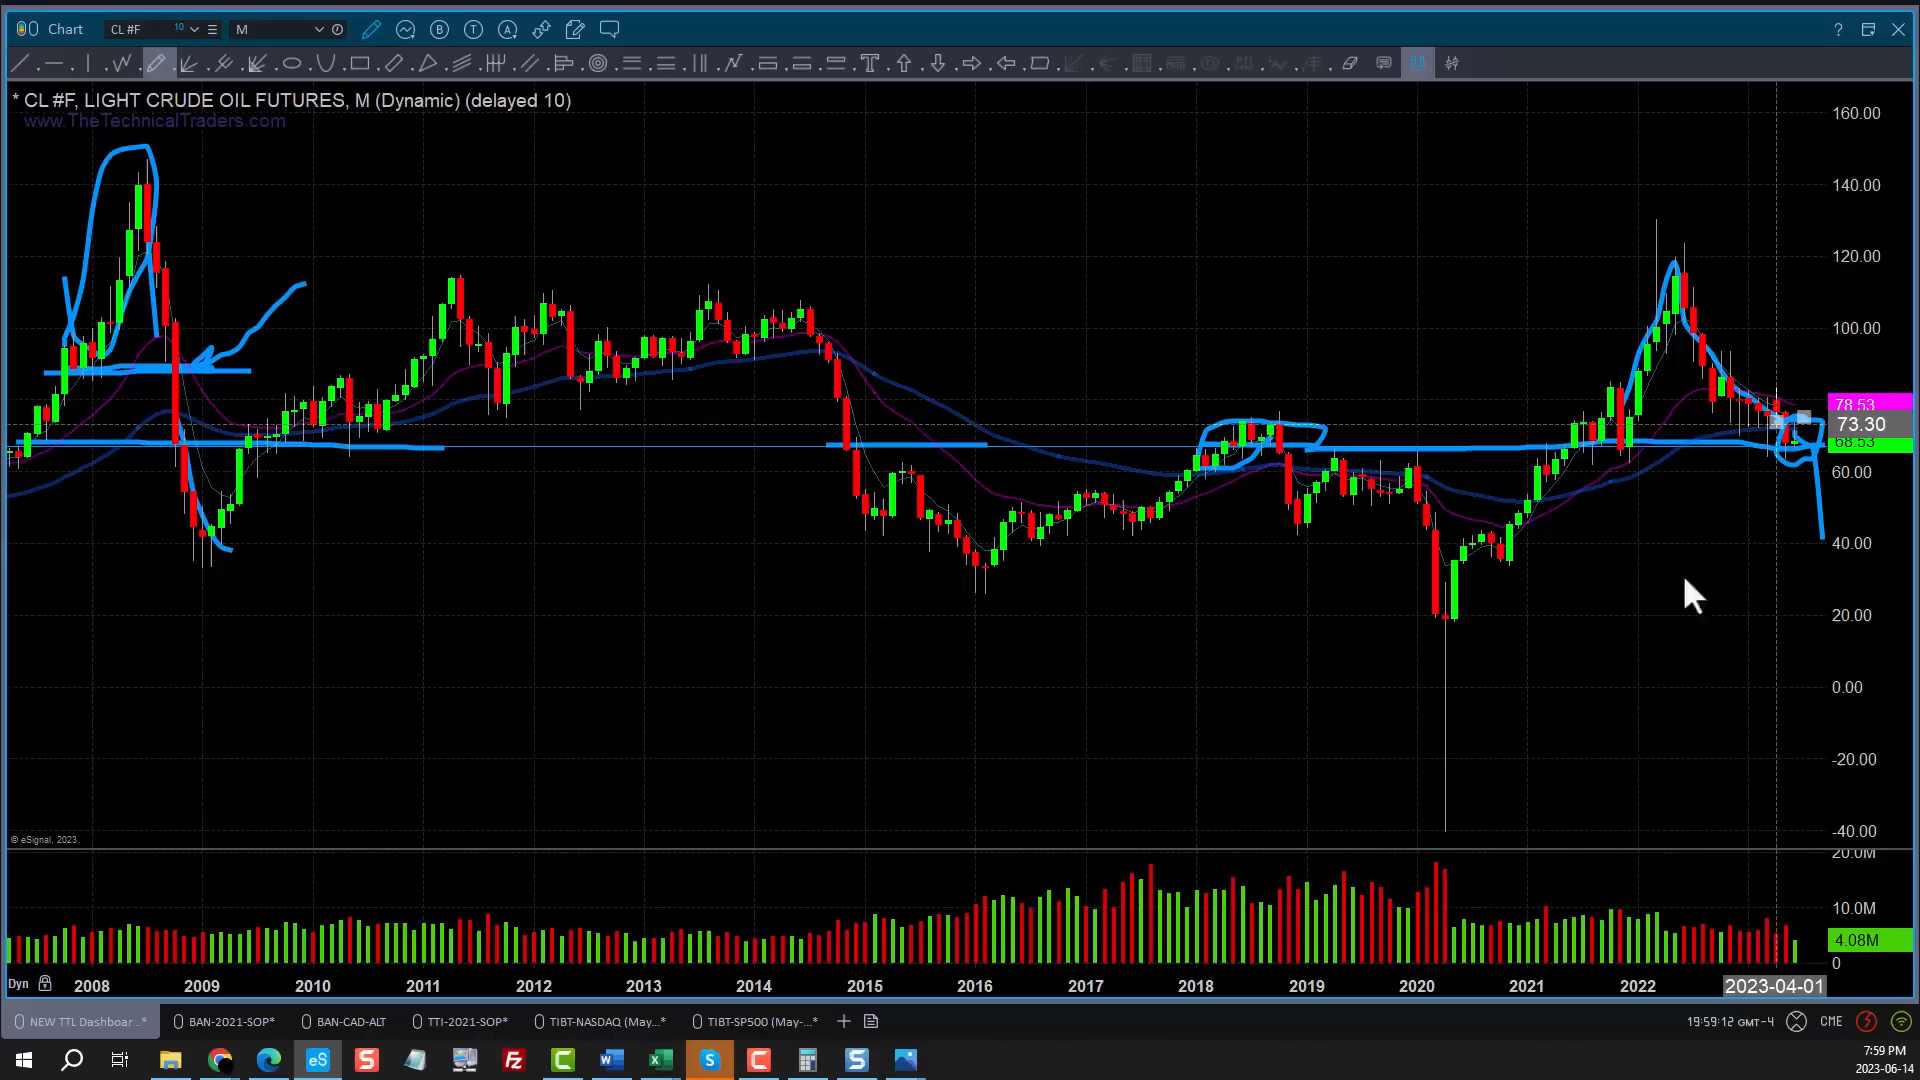 Chart CL #F 10 M B T A ?
T
* CL #F, LIGHT CRUDE OIL FUTURES, M (Dynamic) (delayed 10)
www.TheTechnicalTraders.com
160.00
140.00
120.00
100.00
78.53
73.30
68.53
60.00
40.00
20.00
0.00
-20.00
-40.00
© eSignal, 2023
20.0M
10.0M
4.08M
0
Dyn 2008 2009 2010 2011 2012 2013 2014 2015 2016 2017 2018 2019 2020 2021 2022 2023-04-01
NEW TTL Dashboar...* BAN-2021-SOP* BAN-CAD-ALT TTI-2021-SOP* TIBT-NASDAQ (May...* TIBT-SP500 (May-...* 19:59:12 GMT-4 CME
eS S Fz C W X S C S
7:59 PM
2023-06-14